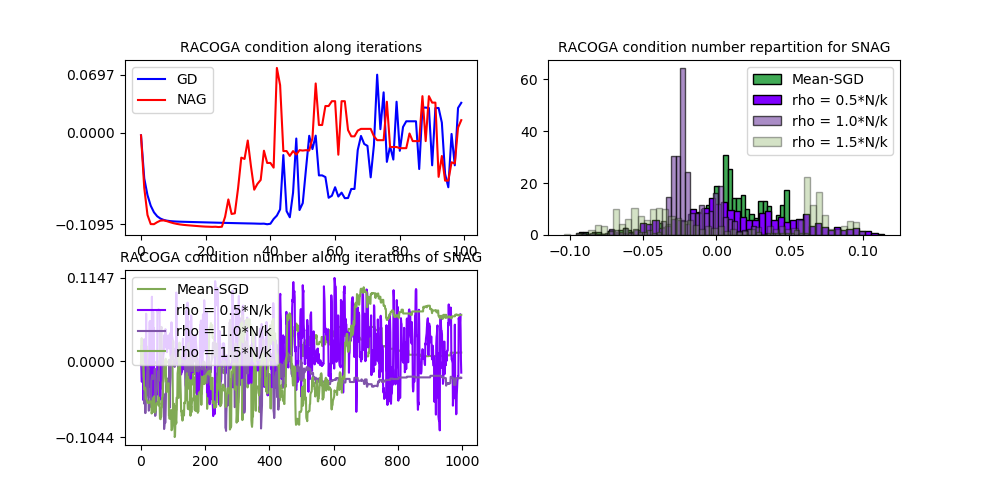 RACOGA condition along iterations
0.0697
0.0000
−0.1095
GD
NAG
0 20 40 60 80 100
RACOGA condition number repartition for SNAG
60
40
20
0
Mean-SGD
rho = 0.5*N/k
rho = 1.0*N/k
rho = 1.5*N/k
−0.10 −0.05 0.00 0.05 0.10
RACOGA condition number along iterations of SNAG
0.1147
0.0000
−0.1044
Mean-SGD
rho = 0.5*N/k
rho = 1.0*N/k
rho = 1.5*N/k
0 200 400 600 800 1000